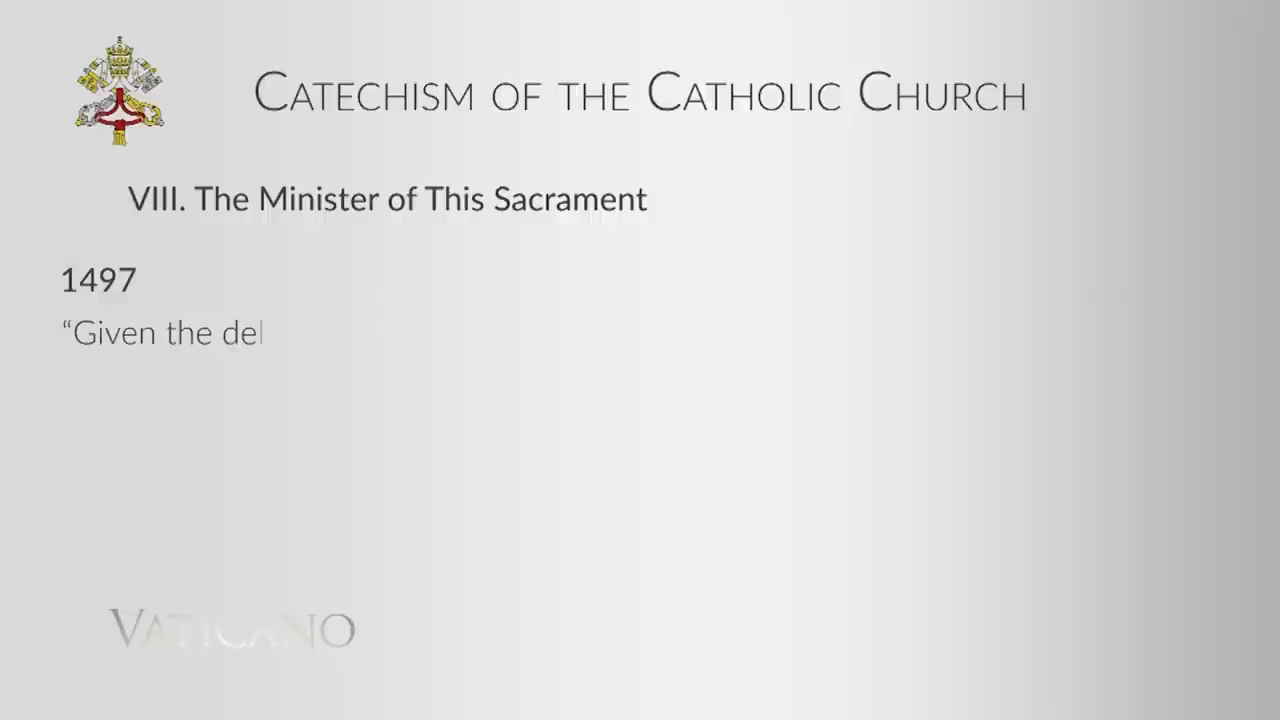 CATECHISM OF THE CATHOLIC CHURCH
VIII. The Minister of This Sacrament
1497
“Given the del
VATICANO